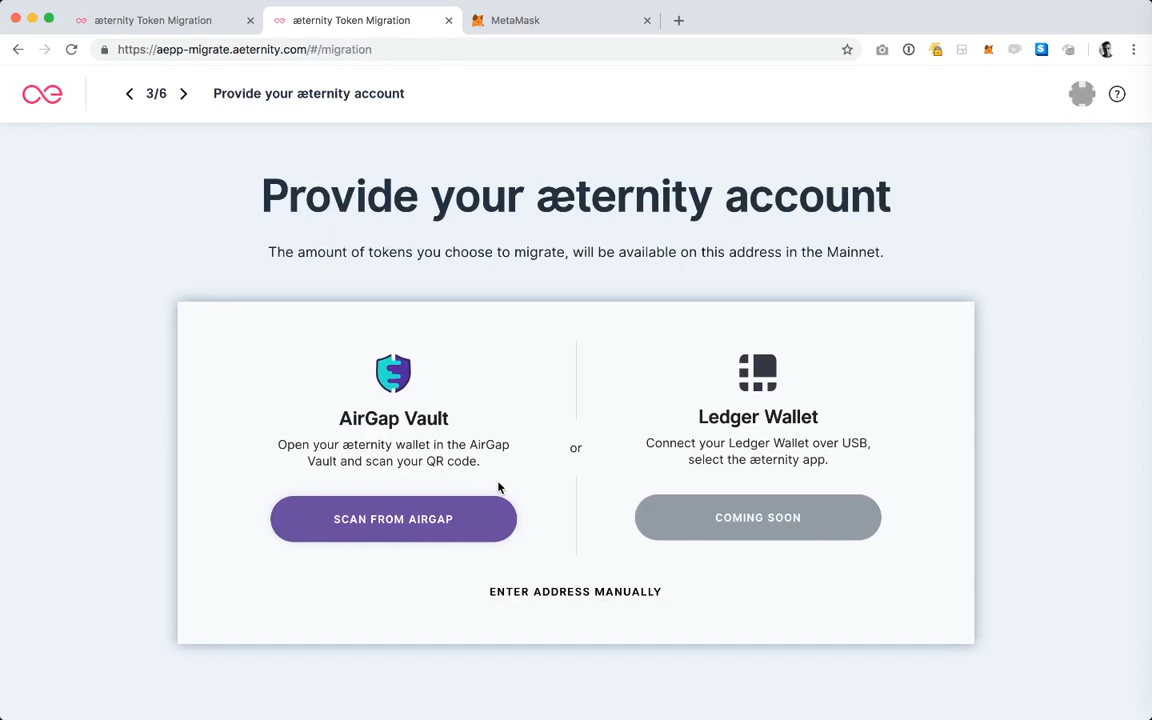 æternity Token Migration
æternity Token Migration
MetaMask
https://aepp-migrate.aeternity.com/#/migration
3/6
Provide your æternity account
Provide your æternity account
The amount of tokens you choose to migrate, will be available on this address in the Mainnet.
AirGap Vault
Open your æternity wallet in the AirGap
Vault and scan your QR code.
SCAN FROM AIRGAP
or
Ledger Wallet
Connect your Ledger Wallet over USB,
select the æternity app.
COMING SOON
ENTER ADDRESS MANUALLY